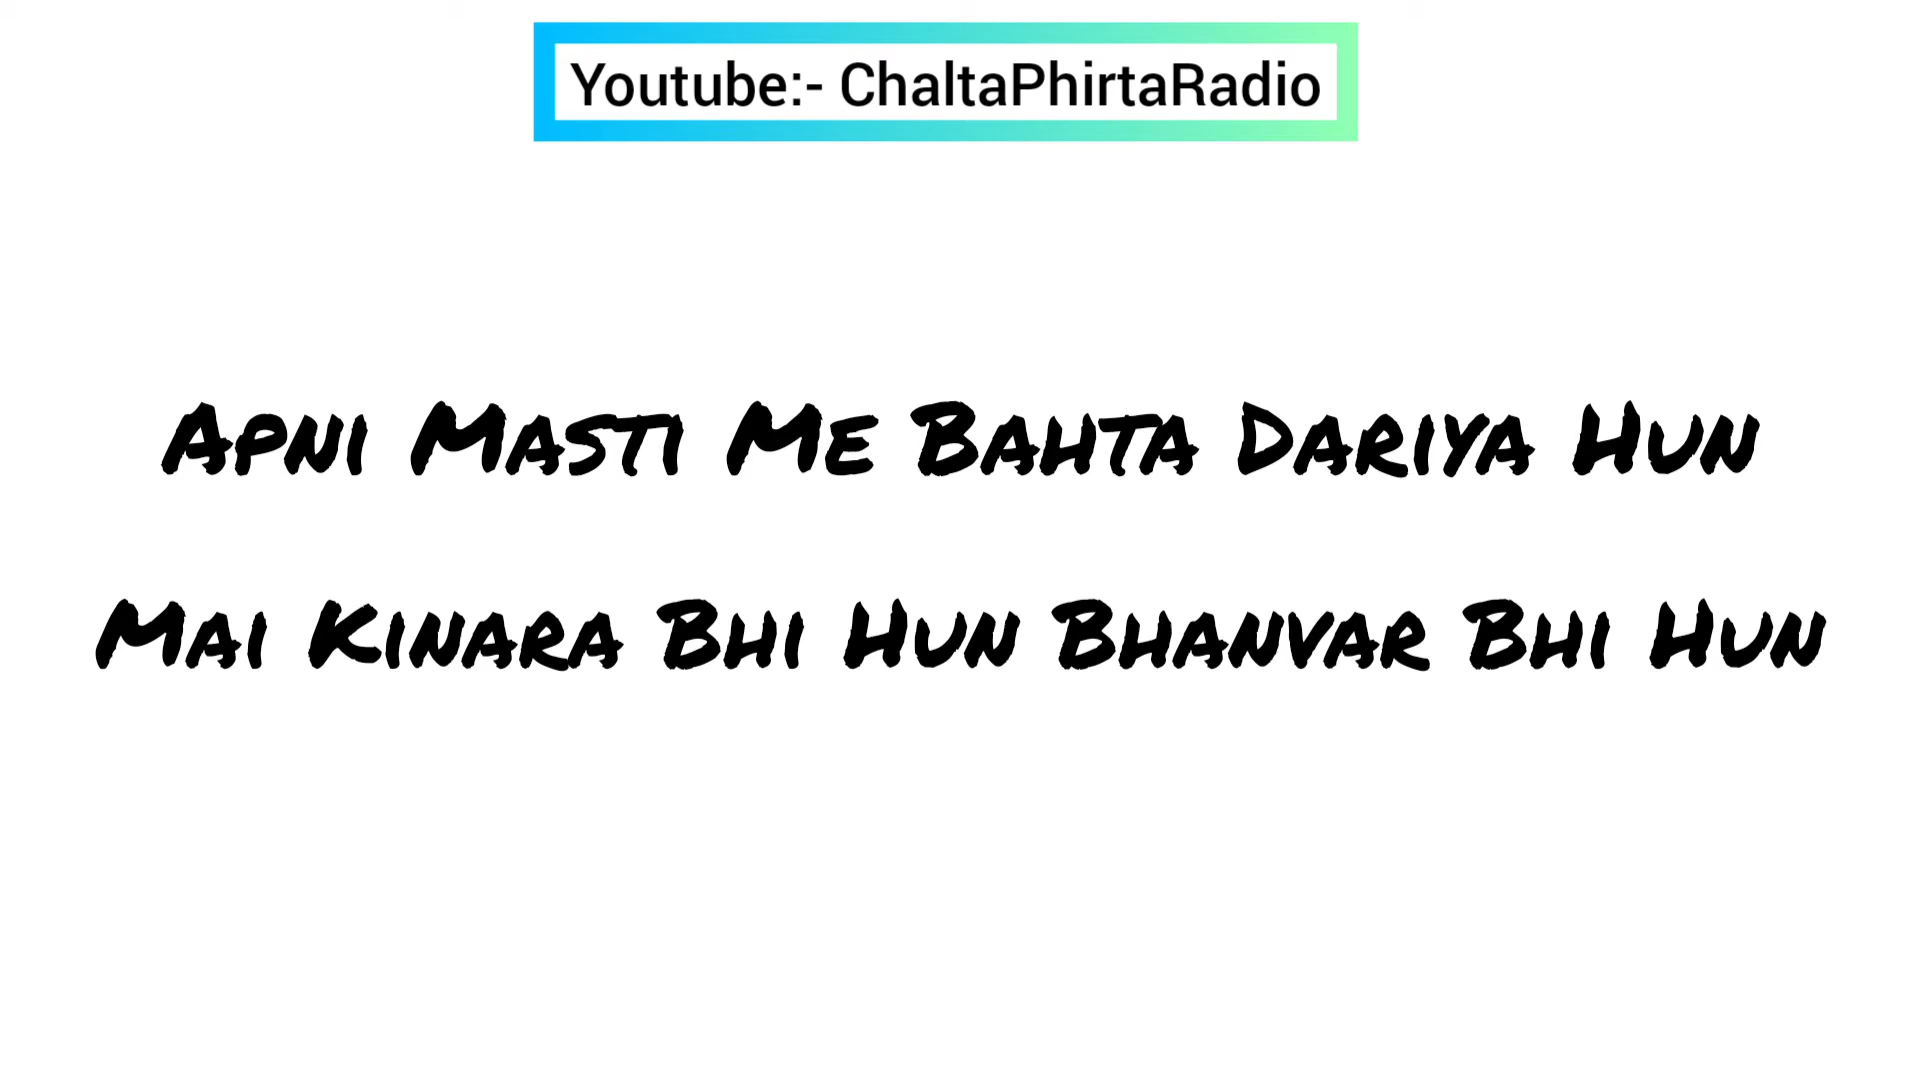 Youtube:- ChaltaPhirtaRadio
Apni Masti Me Bahta Dariya Hun
Mai Kinara Bhi Hun Bhanvar Bhi Hun